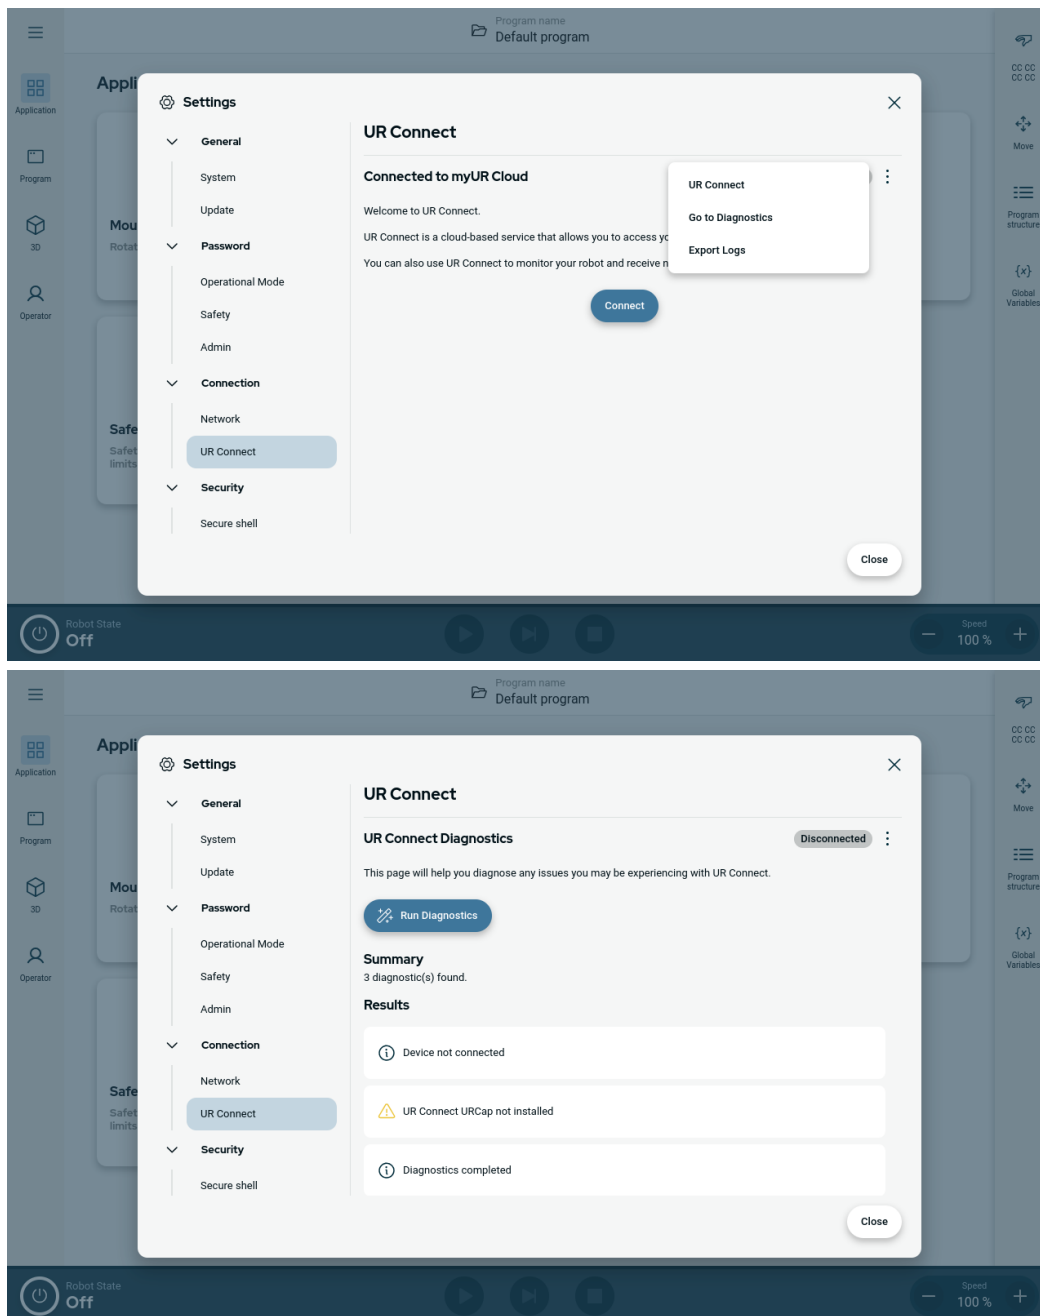 Program name
Default program
Application
Program
3D
Operator
Appli
Mou
Rotat
Safe
Safet
limits
CC CC
CC CC
Move
Program
structure
{x}
Global
Variables
Settings
General
System
Update
Password
Operational Mode
Safety
Admin
Connection
Network
UR Connect
Security
Secure shell
UR Connect
Connected to myUR Cloud
Welcome to UR Connect.
UR Connect is a cloud-based service that allows you to access yo
You can also use UR Connect to monitor your robot and receive n
UR Connect
Go to Diagnostics
Export Logs
Connect
Close
Robot State
Off
Speed
100 %
Program name
Default program
Application
Program
3D
Operator
Appli
Mou
Rotat
Safe
Safet
limits
CC CC
CC CC
Move
Program
structure
{x}
Global
Variables
Settings
General
System
Update
Password
Operational Mode
Safety
Admin
Connection
Network
UR Connect
Security
Secure shell
UR Connect
UR Connect Diagnostics
Disconnected
This page will help you diagnose any issues you may be experiencing with UR Connect.
Run Diagnostics
Summary
3 diagnostic(s) found.
Results
Device not connected
UR Connect URCap not installed
Diagnostics completed
Close
Robot State
Off
Speed
100 %